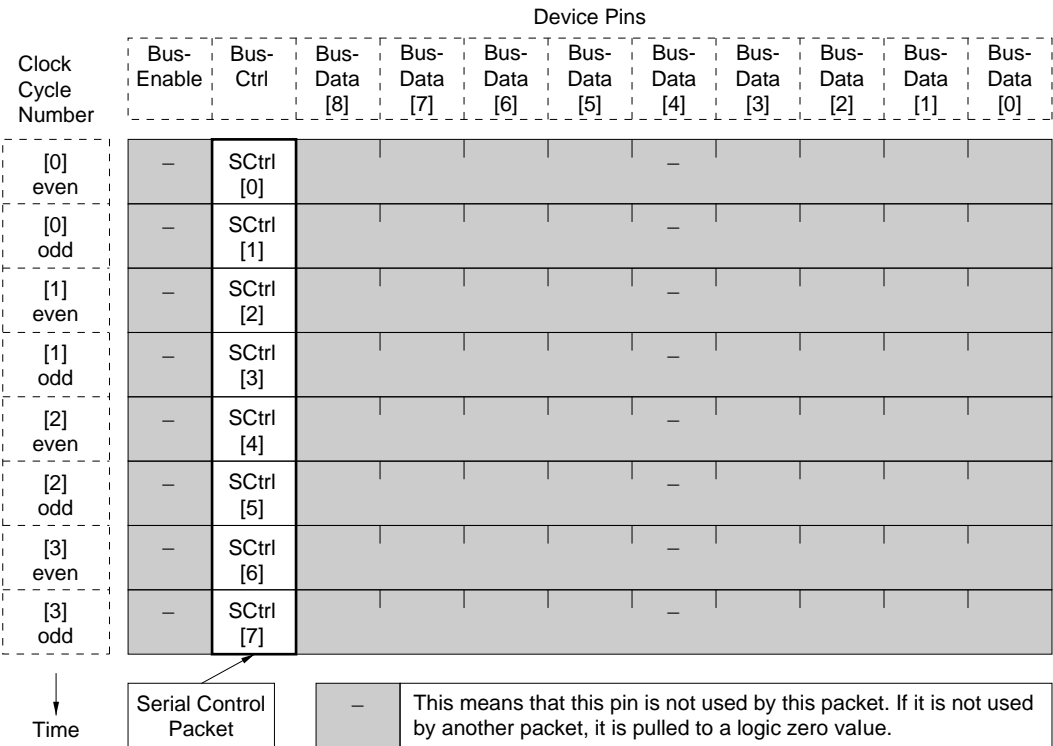 Device Pins
Clock
Cycle
Number
Bus-
Enable
Bus-
Ctrl
Bus-
Data
[8]
Bus-
Data
[7]
Bus-
Data
[6]
Bus-
Data
[5]
Bus-
Data
[4]
Bus-
Data
[3]
Bus-
Data
[2]
Bus-
Data
[1]
Bus-
Data
[0]
[0]
even
–
SCtrl
[0]
–
[0]
odd
–
SCtrl
[1]
–
[1]
even
–
SCtrl
[2]
–
[1]
odd
–
SCtrl
[3]
–
[2]
even
–
SCtrl
[4]
–
[2]
odd
–
SCtrl
[5]
–
[3]
even
–
SCtrl
[6]
–
[3]
odd
–
SCtrl
[7]
–
Time
Serial Control
Packet
–
This means that this pin is not used by this packet. If it is not used
by another packet, it is pulled to a logic zero value.